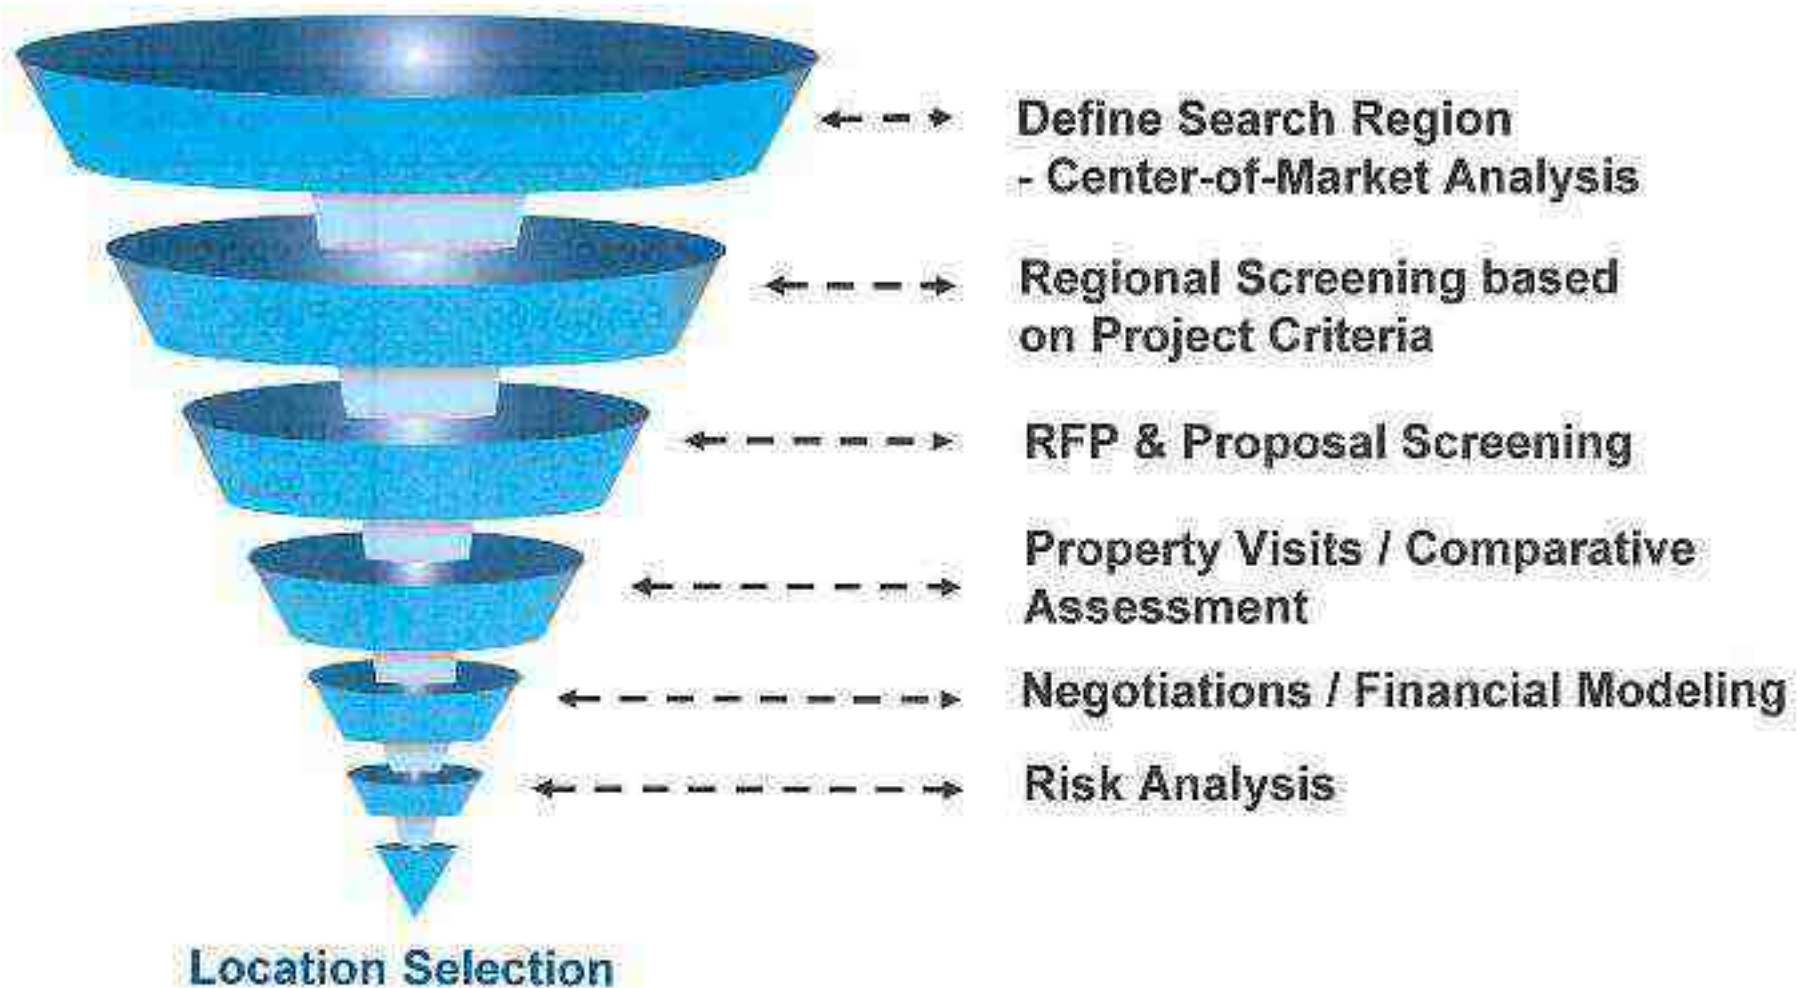 Define Search Region
- Center-of-Market Analysis
Regional Screening based
on Project Criteria
RFP & Proposal Screening
Property Visits / Comparative
Assessment
Negotiations / Financial Modeling
Risk Analysis
Location Selection